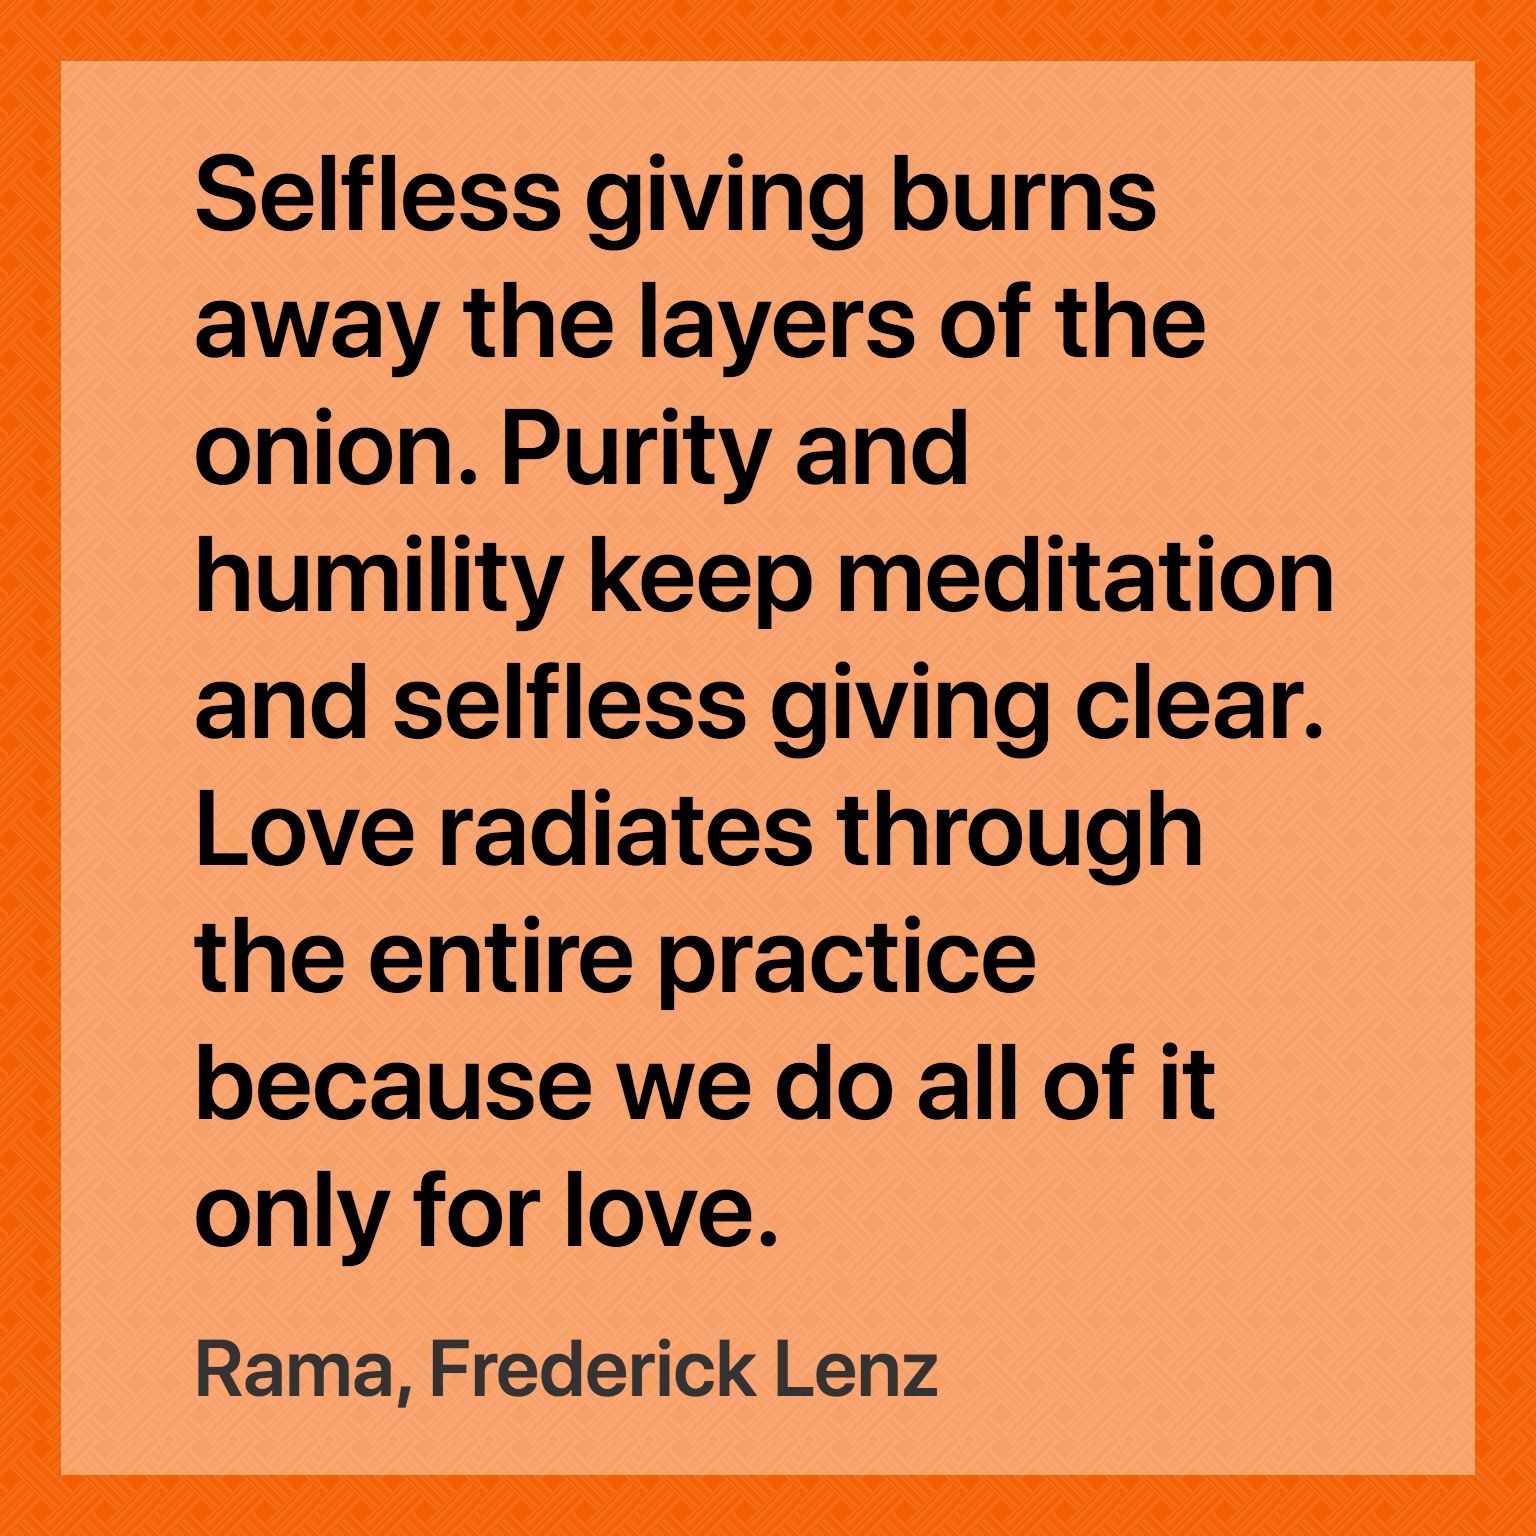 Selfless giving burns
away the layers of the
onion. Purity and
humility keep meditation
and selfless giving clear.
Love radiates through
the entire practice
because we do all of it
only for love.
Rama, Frederick Lenz